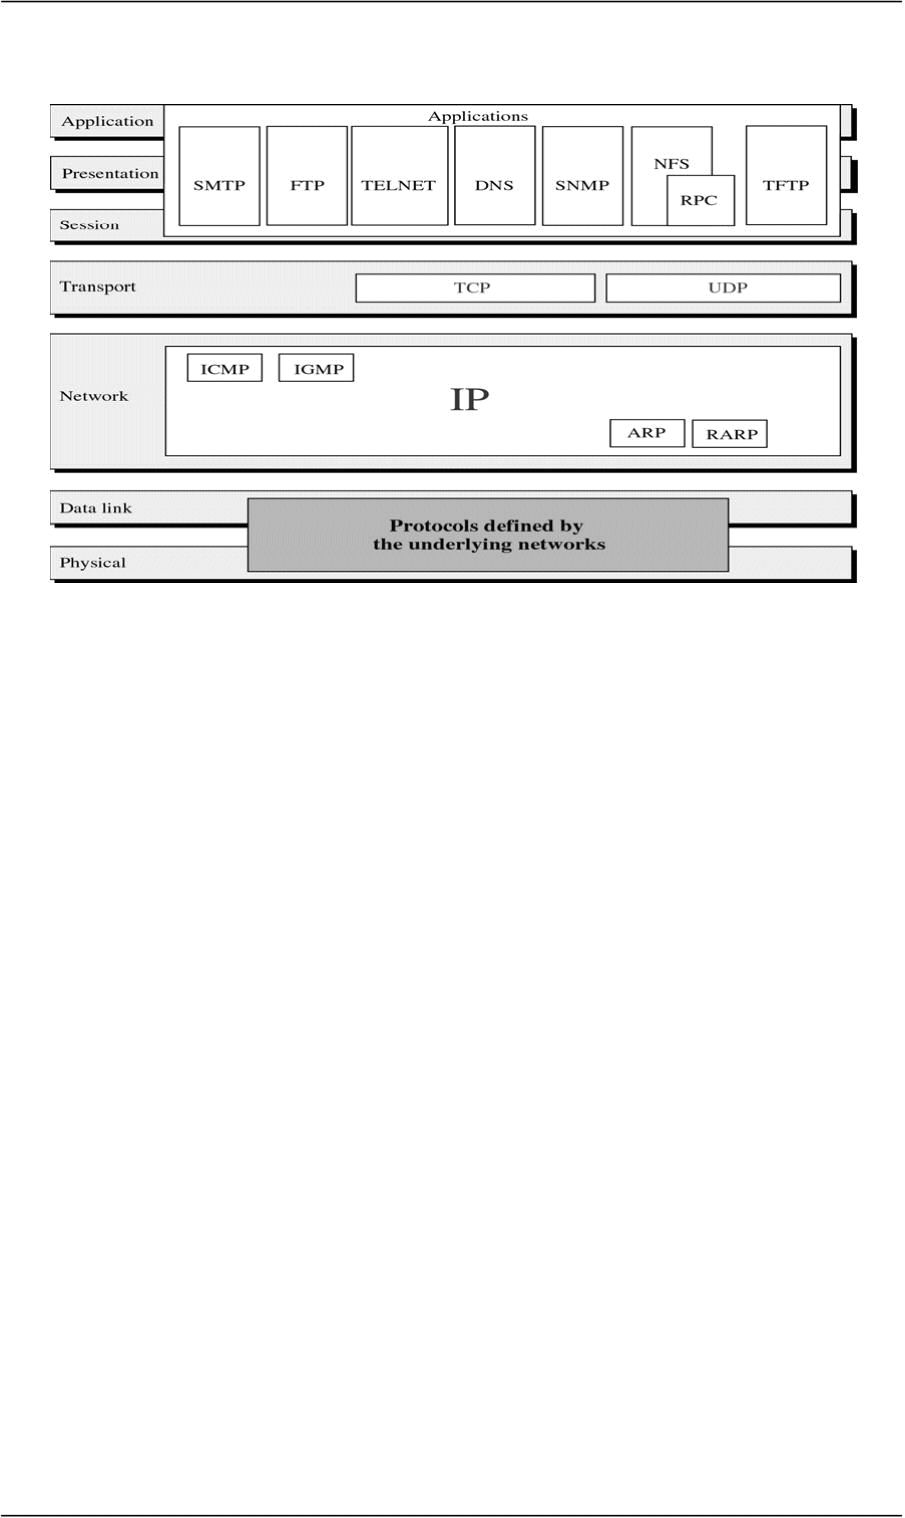 Application
Applications
Presentation
SMTP
FTP
TELNET
DNS
SNMP
NFS
RPC
TFTP
Session
Transport
TCP
UDP
Network
ICMP
IGMP
IP
ARP
RARP
Data link
Protocols defined by
the underlying networks
Physical